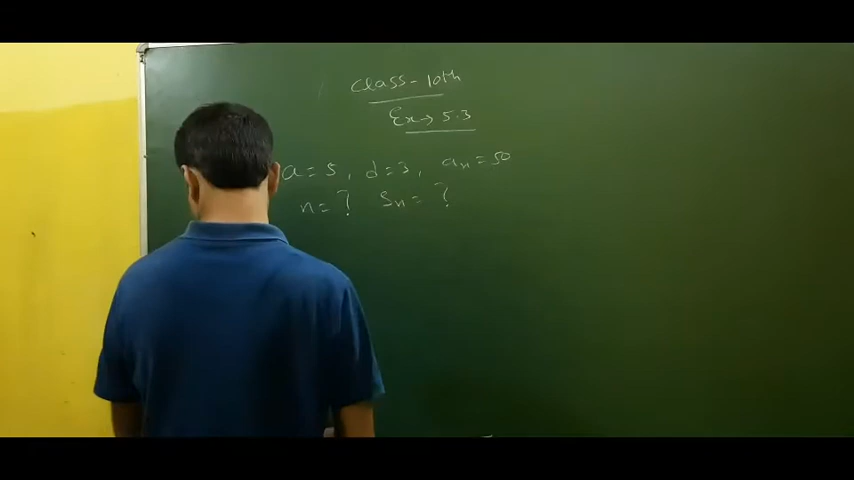 Class-10th
Ex→ 5.3
a=5, d=3, aₙ=50
n=? Sₙ=?